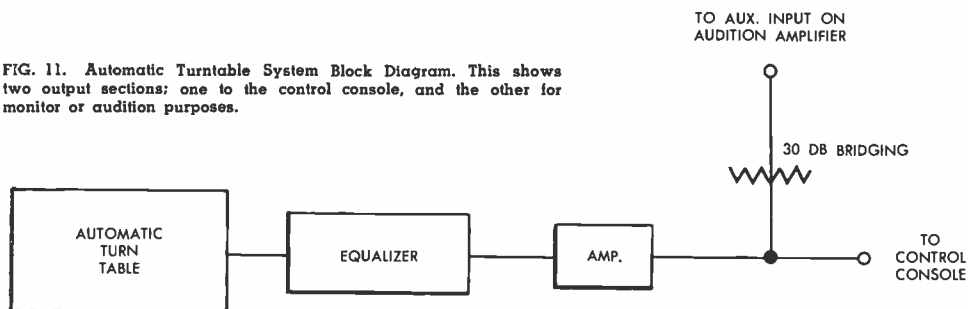 TO AUX. INPUT ON
AUDITION AMPLIFIER
FIG. 11. Automatic Turntable System Block Diagram. This shows
two output sections; one to the control console, and the other for
monitor or audition purposes.
30 DB BRIDGING
AUTOMATIC
TURN
TABLE
EQUALIZER
AMP.
TO
CONTROL
CONSOLE